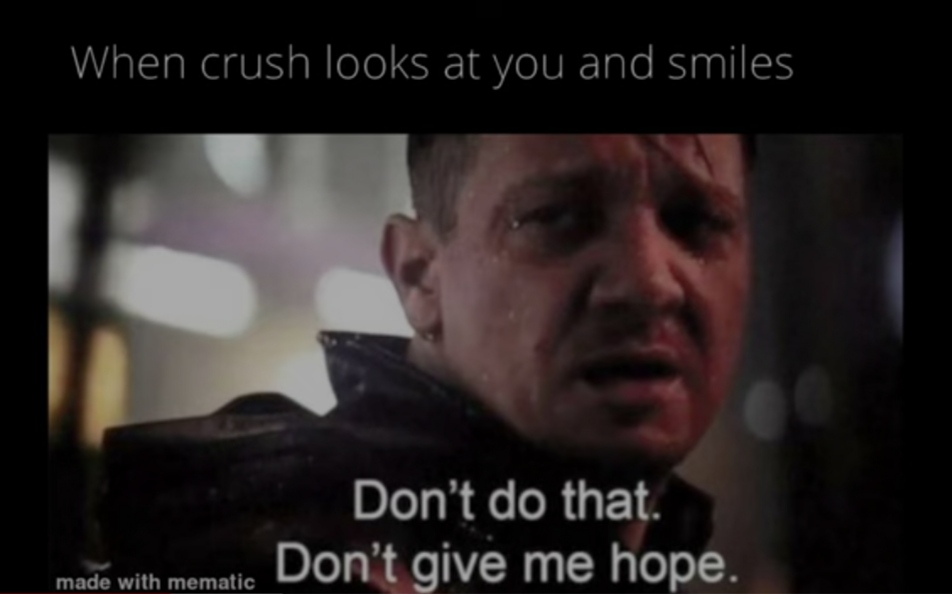 When crush looks at you and smiles
Don't do that.
Don't give me hope.
made with mematic